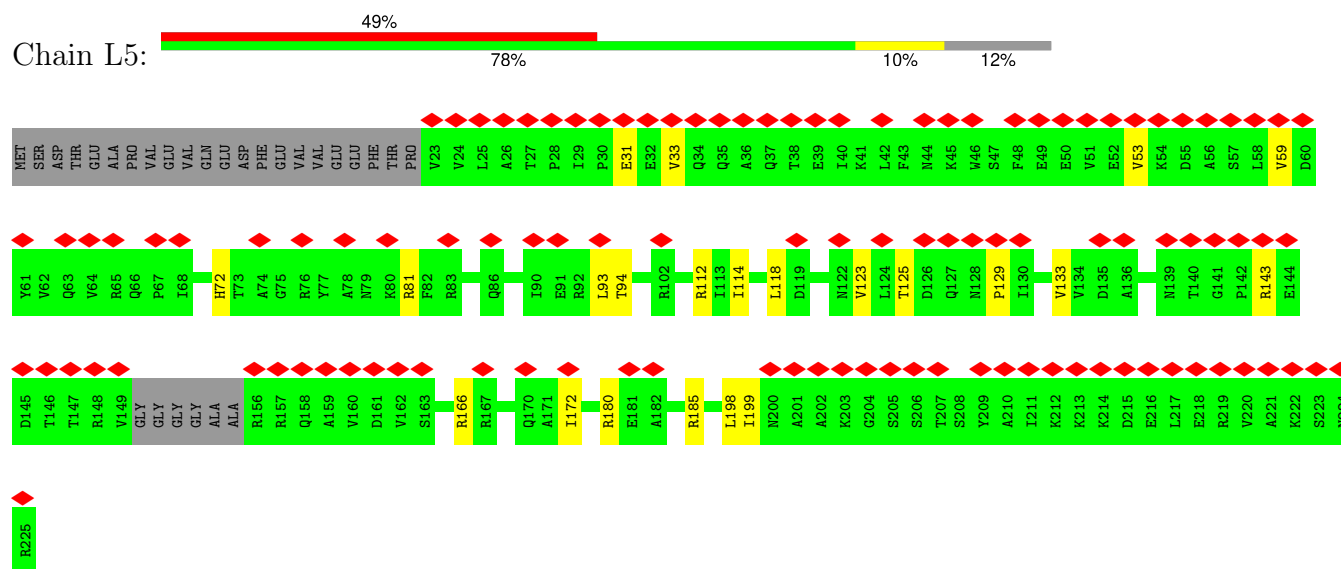 49%
Chain L5:
78% 10% 12%
MET SER ASP THR GLU ALA PRO VAL GLU VAL GLN GLU ASP PHE GLU VAL VAL GLU GLU PHE THR PRO V23 V24 L25 A26 T27 P28 I29 P30 E31 E32 V33 Q34 Q35 A36 Q37 T38 E39 I40 K41 L42 F43 N44 K45 W46 S47 F48 E49 E50 V51 E52 V53 K54 D55 A56 S57 L58 V59 D60
Y61 V62 Q63 V64 R65 Q66 P67 I68 H72 T73 A74 G75 R76 Y77 A78 N79 K80 R81 F82 R83 Q86 I90 E91 R92 L93 T94 R102 R112 I113 I114 L118 D119 N122 V123 L124 T125 D126 Q127 N128 P129 I130 V133 V134 D135 A136 N139 T140 G141 P142 R143 E144
D145 T146 T147 R148 V149 GLY GLY GLY GLY ALA ALA R156 R157 Q158 A159 V160 D161 V162 S163 R166 R167 Q170 A171 I172 R180 E181 A182 R185 L198 I199 N200 A201 A202 K203 G204 S205 S206 T207 S208 Y209 A210 I211 K212 K213 K214 D215 E216 L217 E218 R219 V220 A221 K222 S223
R225